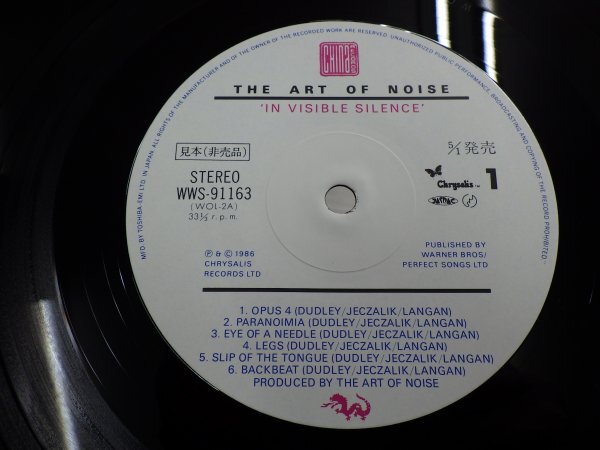 CHINA
RECORDS
THE ART OF NOISE
'IN VISIBLE SILENCE'
見本(非売品)
5/1発売
STEREO
WWS-91163
(WOL-2A)
33⅓ r.p.m.
Chrysalis
1
JASRAC
Ⓟ & © 1986
CHRYSALIS
RECORDS LTD
PUBLISHED BY
WARNER BROS/
PERFECT SONGS LTD
1. OPUS 4 (DUDLEY/JECZALIK/LANGAN)
2. PARANOIMIA (DUDLEY/JECZALIK/LANGAN)
3. EYE OF A NEEDLE (DUDLEY/JECZALIK/LANGAN)
4. LEGS (DUDLEY/JECZALIK/LANGAN)
5. SLIP OF THE TONGUE (DUDLEY/JECZALIK/LANGAN)
6. BACKBEAT (DUDLEY/JECZALIK/LANGAN)
PRODUCED BY THE ART OF NOISE
MF'D. BY TOSHIBA-EMI LTD. IN JAPAN. ALL RIGHTS OF THE MANUFACTURER AND OF THE OWNER OF THE RECORDED WORK ARE RESERVED. UNAUTHORIZED PUBLIC PERFORMANCE, BROADCASTING AND COPYING OF THE RECORD PROHIBITED.